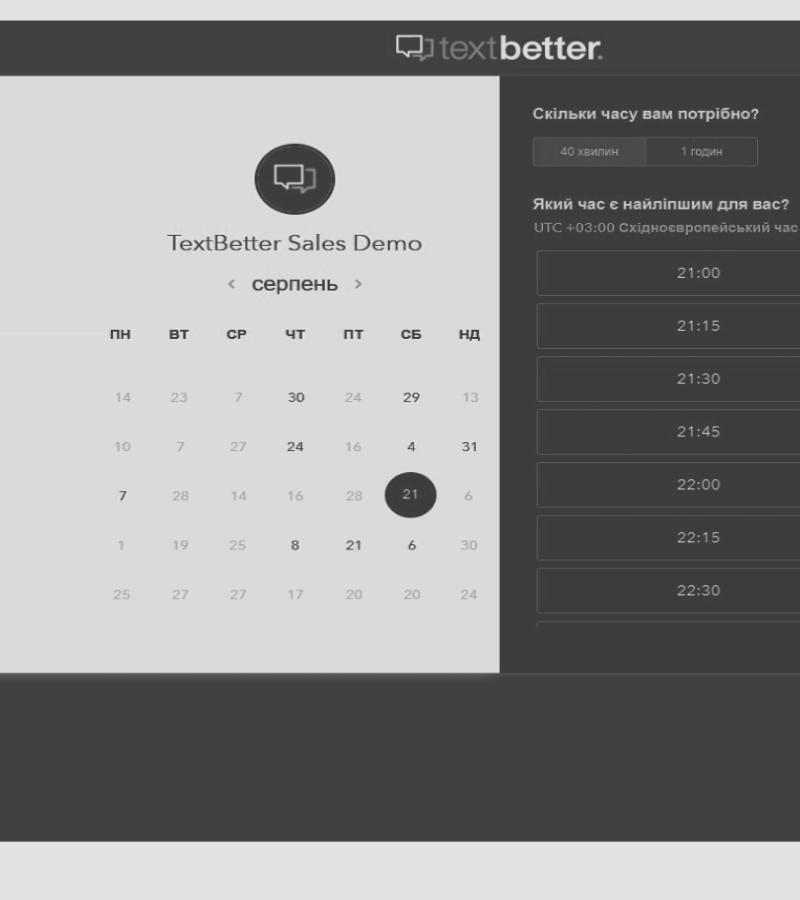 textbetter.
TextBetter Sales Demo
< серпень >
ПН ВТ СР ЧТ ПТ СБ НД
14 23 7 30 24 29 13
10 7 27 24 16 4 31
7 28 14 16 28 21 6
1 19 25 8 21 6 30
25 27 27 17 20 20 24
Скільки часу вам потрібно?
40 хвилин 1 годин
Який час є найліпшим для вас?
UTC +03:00 Східноєвропейський час
21:00
21:15
21:30
21:45
22:00
22:15
22:30